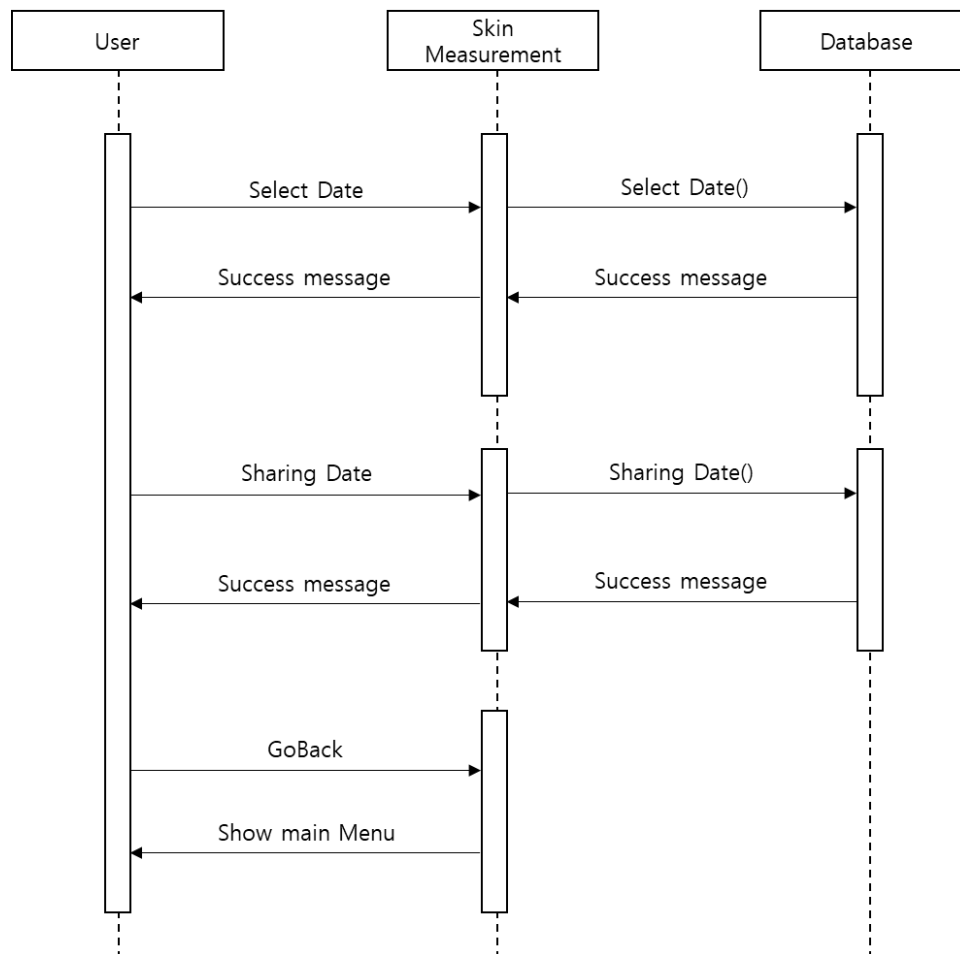 User
Skin
Measurement
Database
Select Date
Select Date()
Success message
Success message
Sharing Date
Sharing Date()
Success message
Success message
GoBack
Show main Menu